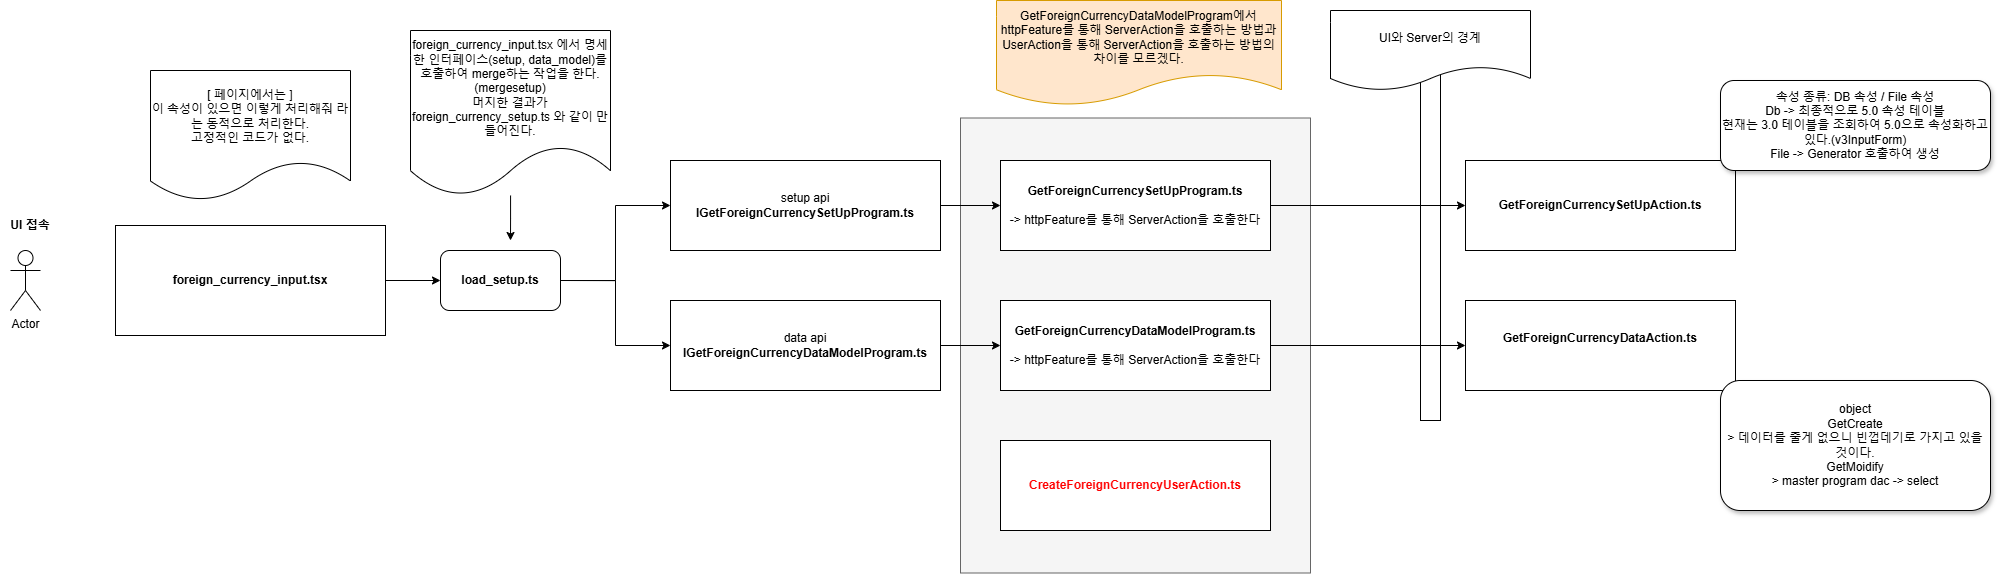 GetForeignCurrencyDataModelProgram에서
httpFeature를 통해 ServerAction을 호출하는 방법과
UserAction을 통해 ServerAction을 호출하는 방법의
차이를 모르겠다.
UI와 Server의 경계
foreign_currency_input.tsx 에서 명세
한 인터페이스(setup, data_model)를
호출하여 merge하는 작업을 한다.
(mergesetup)
머지한 결과가
foreign_currency_setup.ts 와 같이 만
들어진다.
[ 페이지에서는 ]
이 속성이 있으면 이렇게 처리해줘 라
는 동적으로 처리한다.
고정적인 코드가 없다.
속성 종류: DB 속성 / File 속성
Db -> 최종적으로 5.0 속성 테이블
현재는 3.0 테이블을 조회하여 5.0으로 속성화하고
있다.(v3InputForm)
File -> Generator 호출하여 생성
UI 접속
Actor
foreign_currency_input.tsx
load_setup.ts
setup api
IGetForeignCurrencySetUpProgram.ts
GetForeignCurrencySetUpProgram.ts
-> httpFeature를 통해 ServerAction을 호출한다
GetForeignCurrencySetUpAction.ts
data api
IGetForeignCurrencyDataModelProgram.ts
GetForeignCurrencyDataModelProgram.ts
-> httpFeature를 통해 ServerAction을 호출한다
GetForeignCurrencyDataAction.ts
CreateForeignCurrencyUserAction.ts
object
GetCreate
> 데이터를 줄게 없으니 빈껍데기로 가지고 있을
것이다.
GetMoidify
> master program dac -> select